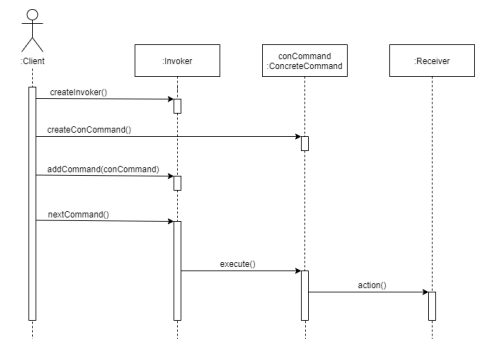 :Client
:Invoker
conCommand
:ConcreteCommand
:Receiver
createInvoker()
createConCommand()
addCommand(conCommand)
nextCommand()
execute()
action()